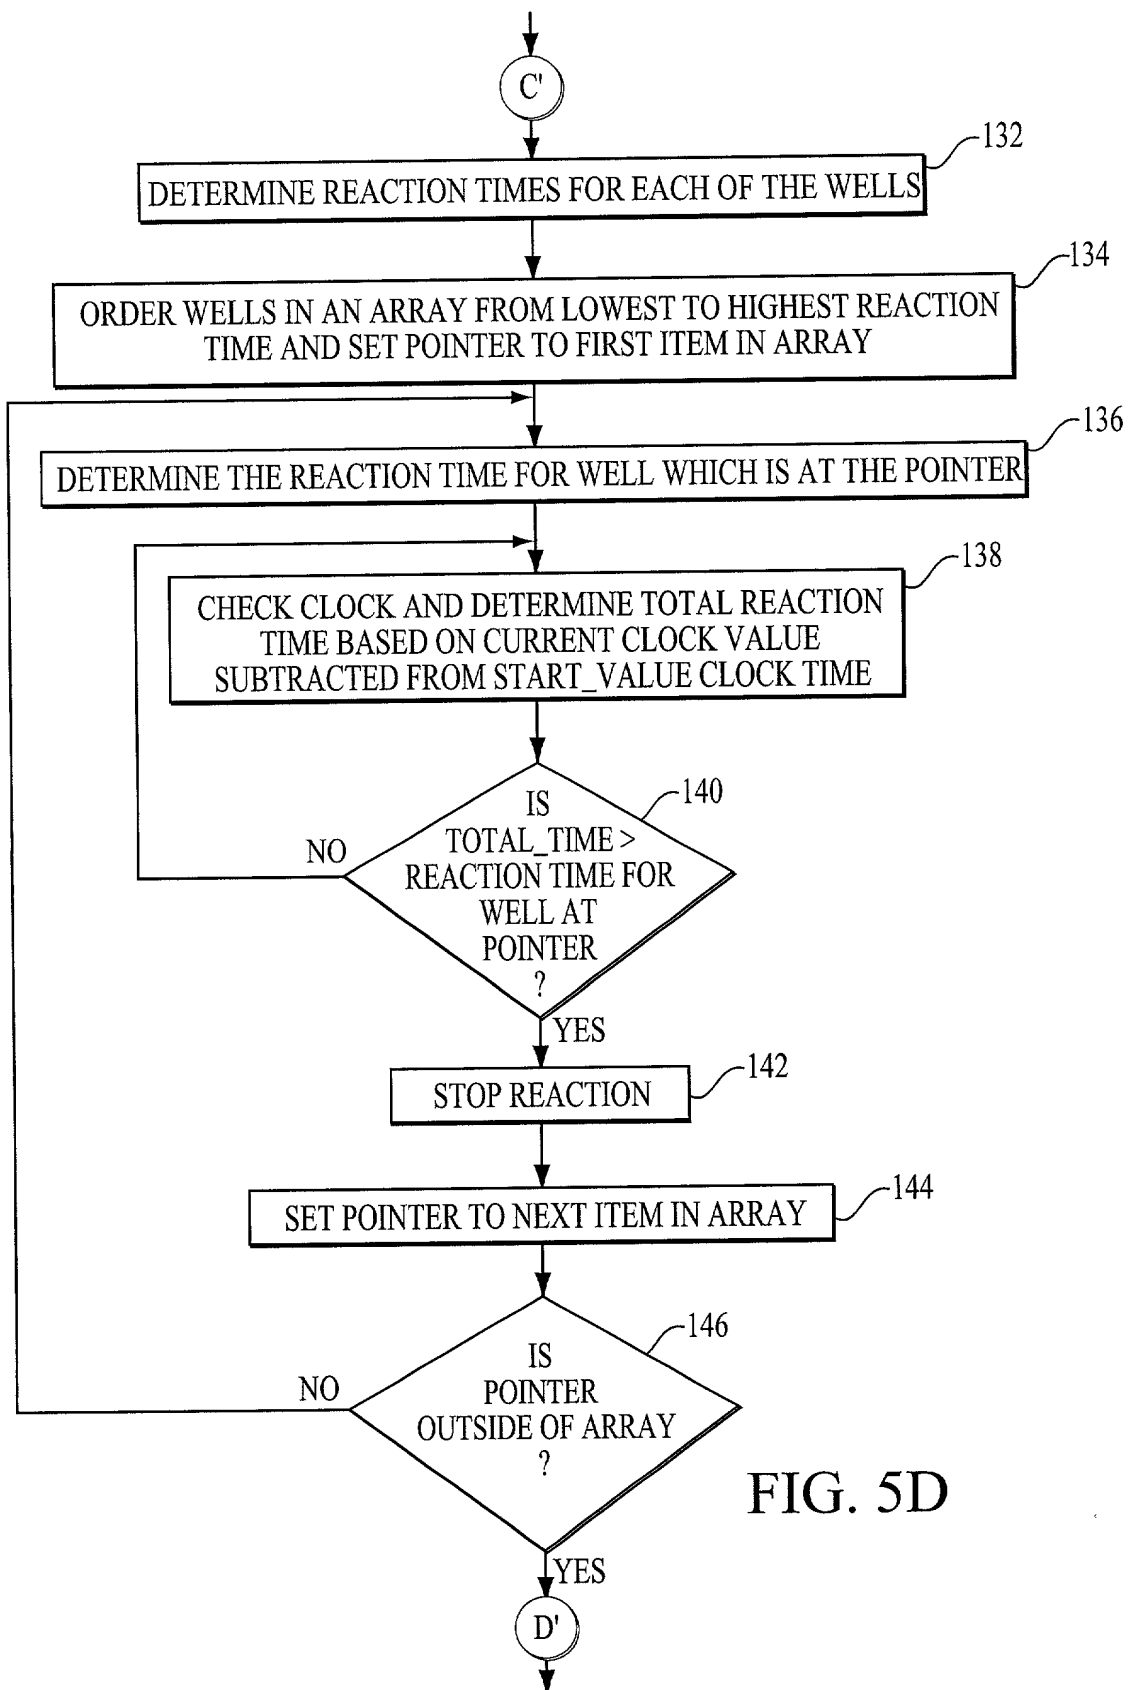 C'
132
DETERMINE REACTION TIMES FOR EACH OF THE WELLS
134
ORDER WELLS IN AN ARRAY FROM LOWEST TO HIGHEST REACTION
TIME AND SET POINTER TO FIRST ITEM IN ARRAY
136
DETERMINE THE REACTION TIME FOR WELL WHICH IS AT THE POINTER
138
CHECK CLOCK AND DETERMINE TOTAL REACTION
TIME BASED ON CURRENT CLOCK VALUE
SUBTRACTED FROM START_VALUE CLOCK TIME
140
IS
TOTAL_TIME >
REACTION TIME FOR
WELL AT
POINTER
?
NO
YES
142
STOP REACTION
144
SET POINTER TO NEXT ITEM IN ARRAY
146
IS
POINTER
OUTSIDE OF ARRAY
?
NO
FIG. 5D
YES
D'